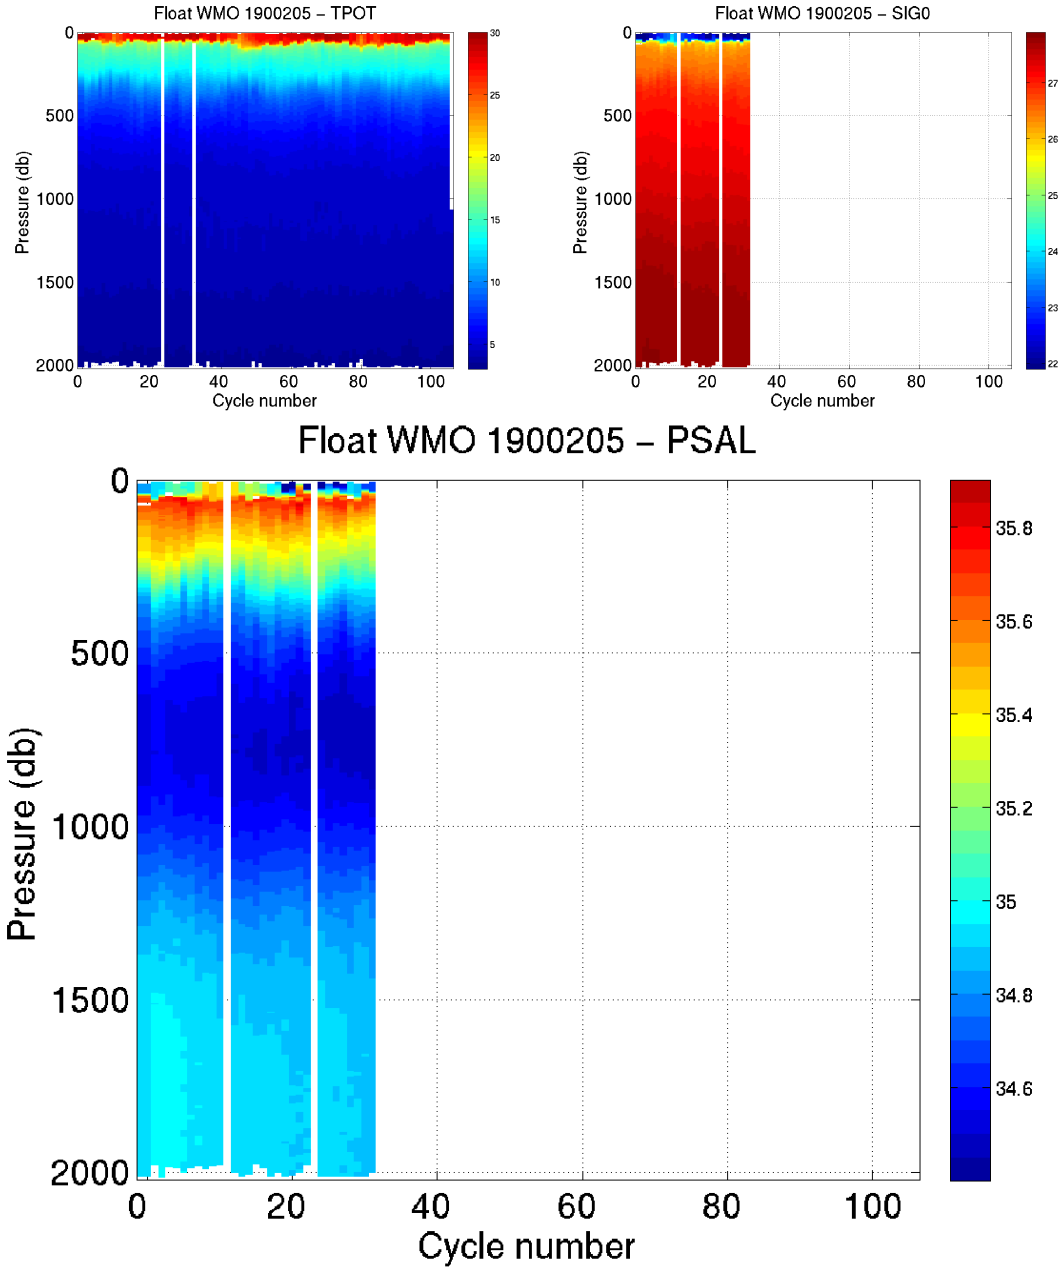 Float WMO 1900205 – TPOT
0
500
1000
1500
2000
Pressure (db)
0 20 40 60 80 100
Cycle number
30
25
20
15
10
5
Float WMO 1900205 – SIG0
0
500
1000
1500
2000
Pressure (db)
0 20 40 60 80 100
Cycle number
27
26
25
24
23
22
Float WMO 1900205 – PSAL
0
500
1000
1500
2000
Pressure (db)
0 20 40 60 80 100
Cycle number
35.8
35.6
35.4
35.2
35
34.8
34.6